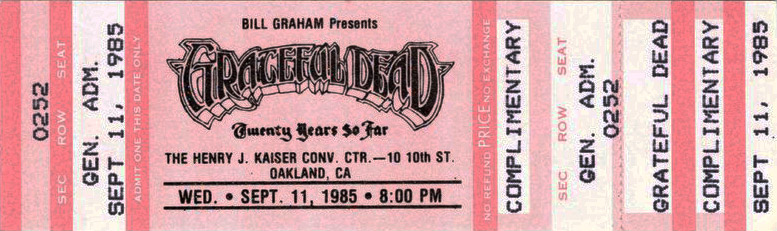 SEC ROW SEAT
0252
GEN. ADM.
SEPT 11, 1985
ADMIT ONE THIS DATE ONLY
BILL GRAHAM Presents
GRATEFUL DEAD
Twenty Years So Far
THE HENRY J. KAISER CONV. CTR.—10 10th ST.
OAKLAND, CA
WED. • SEPT. 11, 1985 • 8:00 PM
NO REFUND PRICE NO EXCHANGE
COMPLIMENTARY
SEC ROW SEAT
GEN. ADM.
0252
GRATEFUL DEAD
COMPLIMENTARY
SEPT 11, 1985